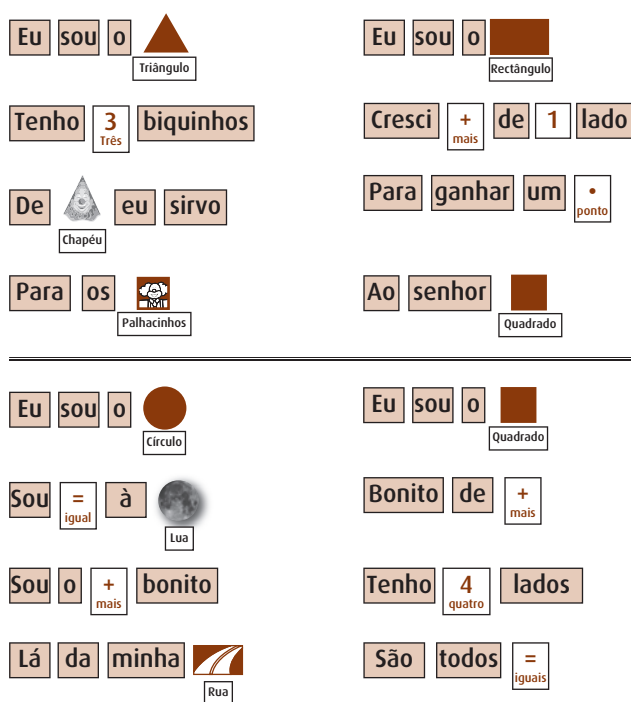 Eu sou o
Triângulo
Tenho 3 biquinhos
Três
De eu sirvo
Chapéu
Para os
Palhacinhos
Eu sou o
Rectângulo
Cresci + de 1 lado
mais
Para ganhar um •
ponto
Ao senhor
Quadrado
Eu sou o
Círculo
Sou = à
igual
Lua
Sou o + bonito
mais
Lá da minha
Rua
Eu sou o
Quadrado
Bonito de +
mais
Tenho 4 lados
quatro
São todos =
iguais